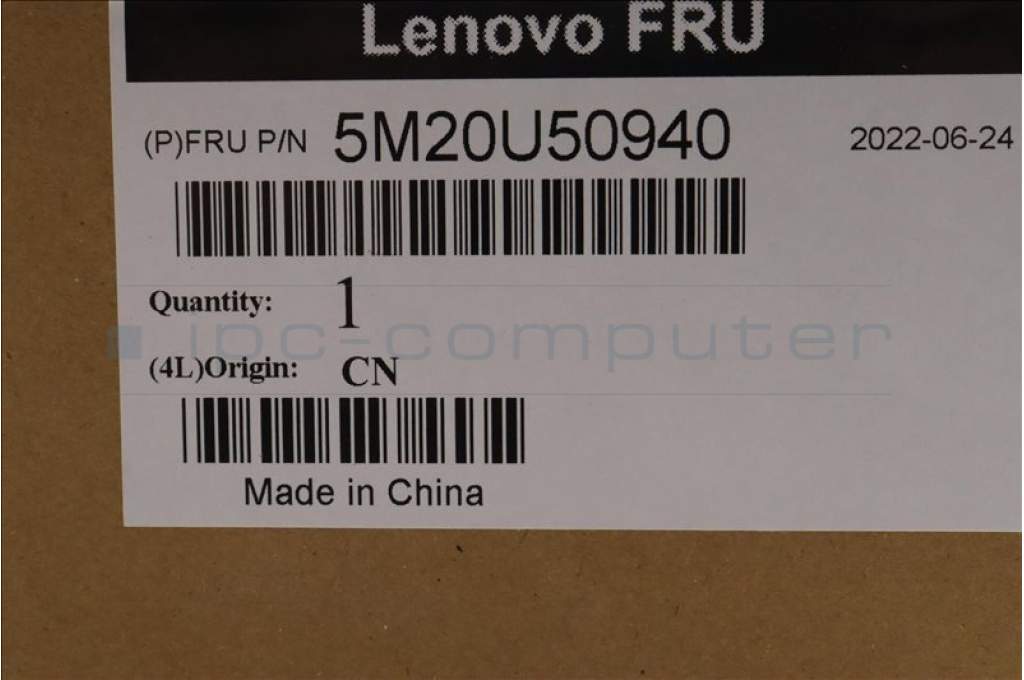 Lenovo FRU
(P)FRU P/N 5M20U50940 2022-06-24
Quantity: 1
ipc-computer
(4L)Origin: CN
Made in China